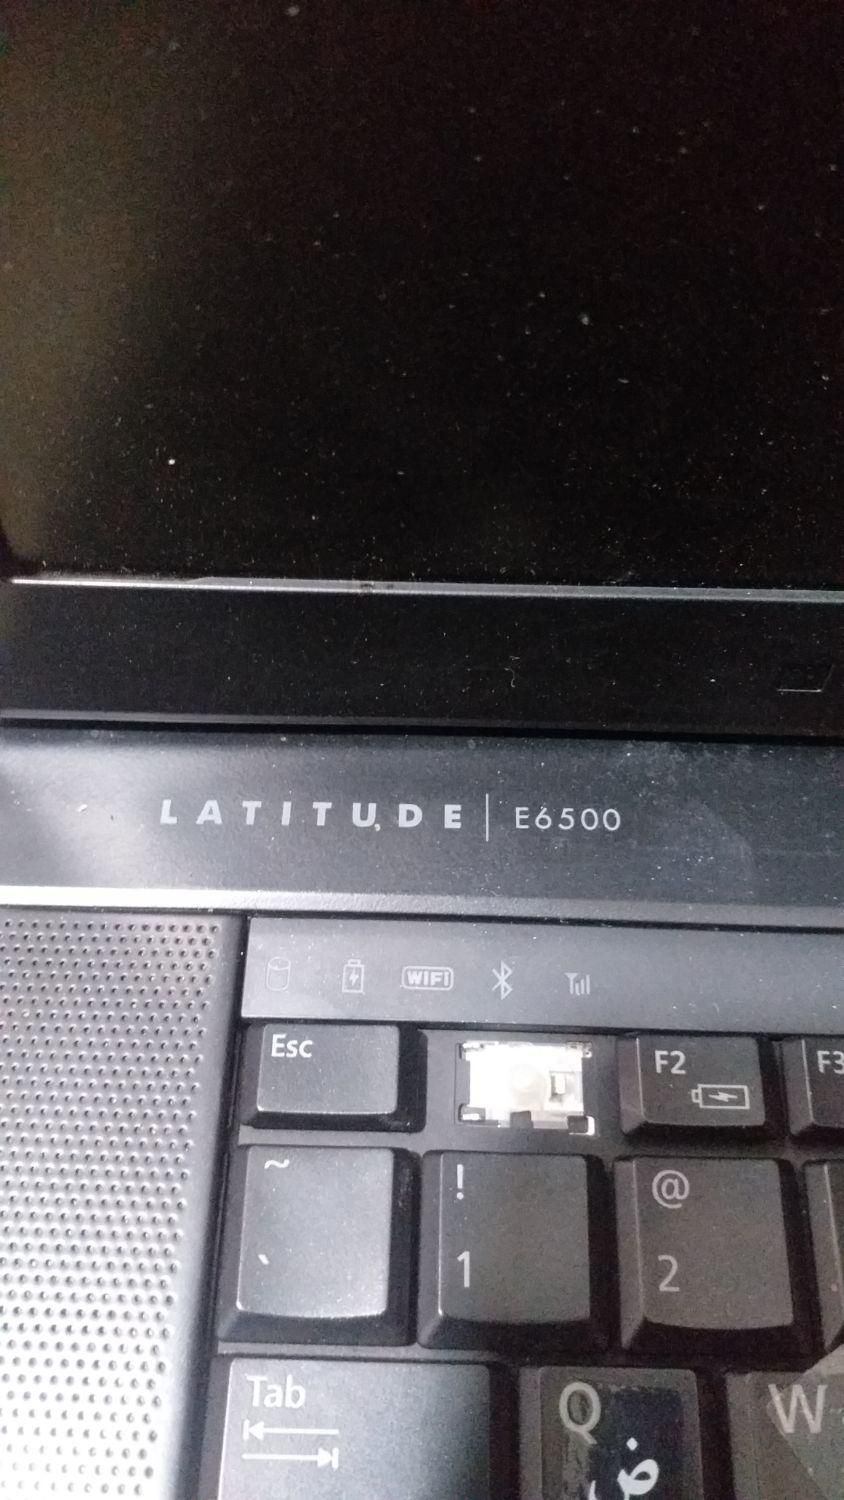 LATITUDE | E6500
WIFI
Esc F2 F3
~ ! @
` 1 2
Tab Q W
ض